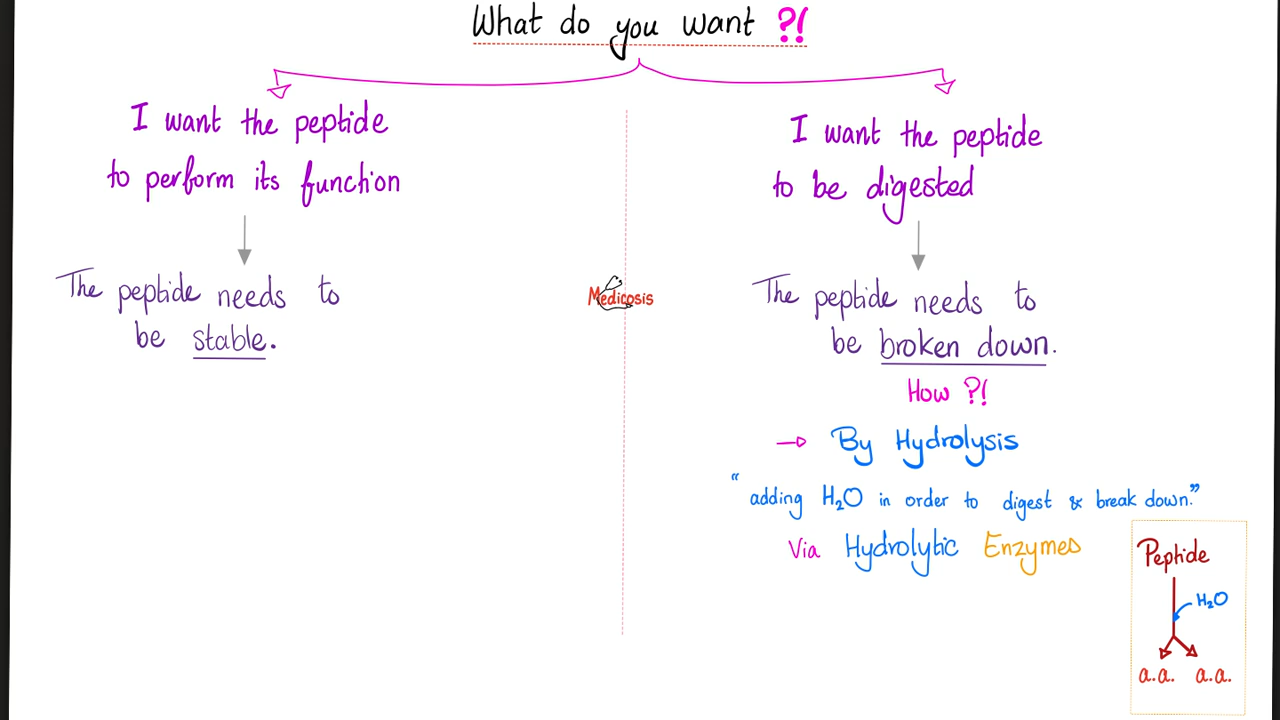 What do you want ?!
I want the peptide
to perform its function
The peptide needs to
be stable.
Medicosis
I want the peptide
to be digested
The peptide needs to
be broken down.
How ?!
→ By Hydrolysis
"adding H₂O in order to digest & break down."
Via Hydrolytic Enzymes
Peptide
H₂O
a.a. a.a.